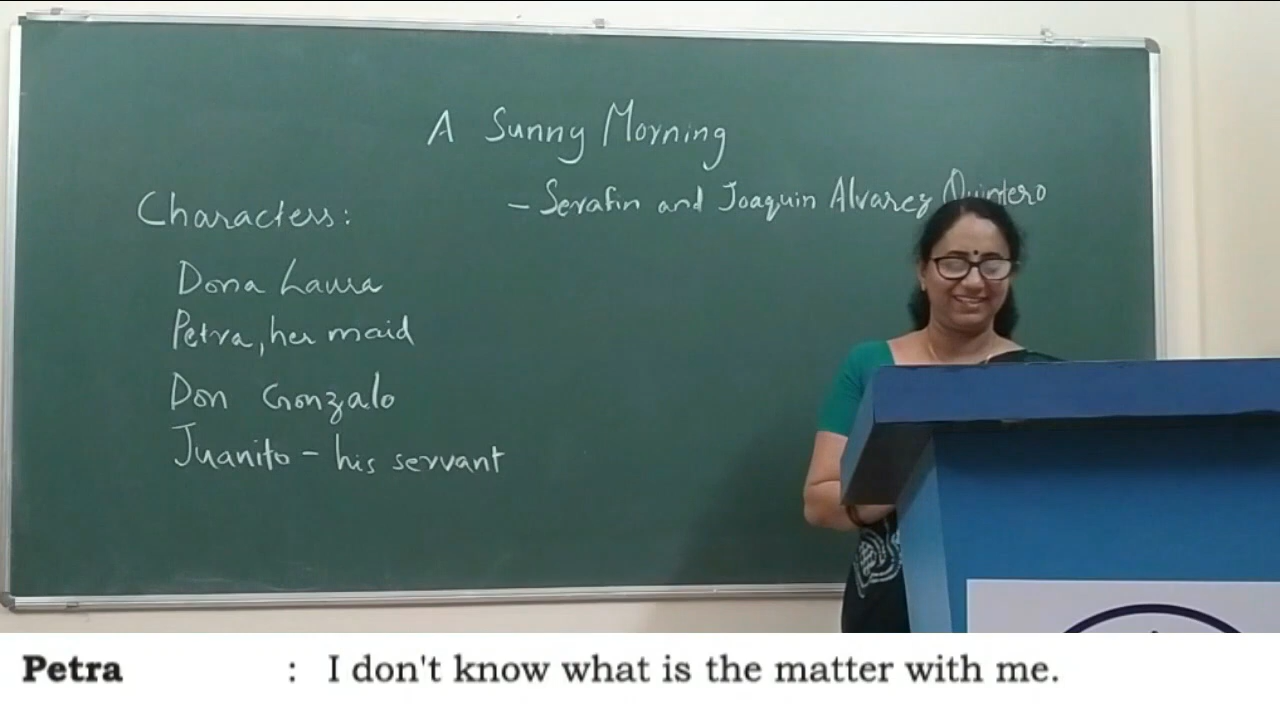 A Sunny Morning
- Serafin and Joaquin Alvarez Quintero
Characters:
Dona Laura
Petra, her maid
Don Gonzalo
Juanito - his servant
Petra : I don't know what is the matter with me.